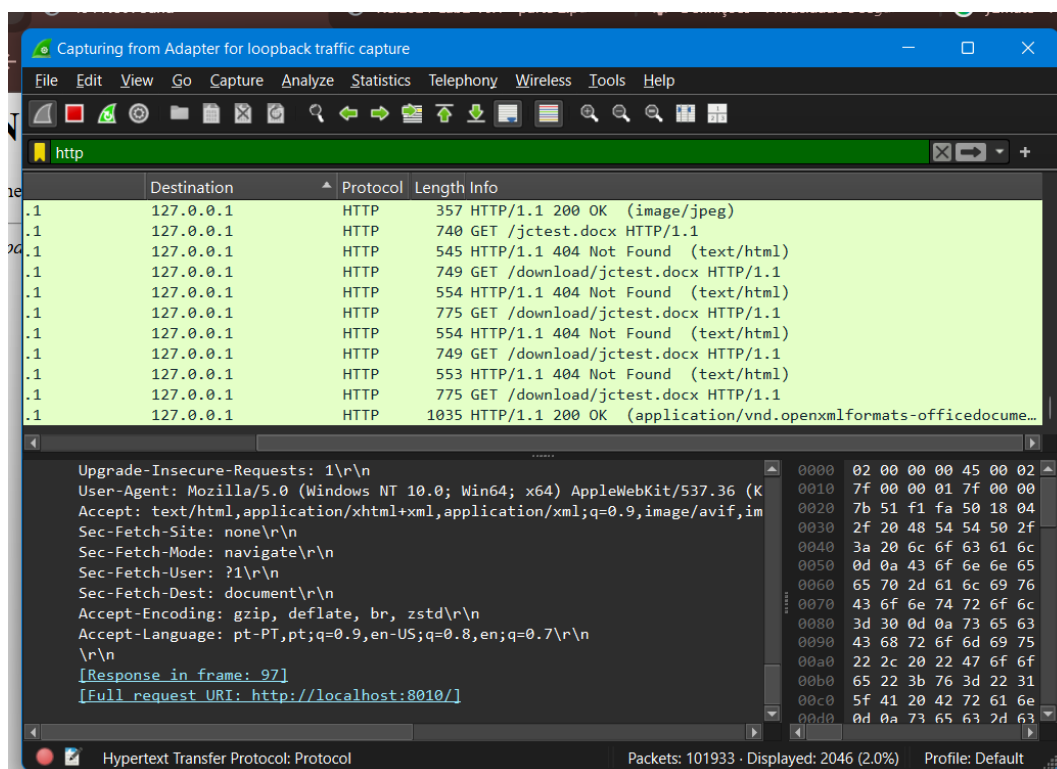 Capturing from Adapter for loopback traffic capture
File Edit View Go Capture Analyze Statistics Telephony Wireless Tools Help
http
Destination Protocol Length Info
.1 127.0.0.1 HTTP 357 HTTP/1.1 200 OK (image/jpeg)
.1 127.0.0.1 HTTP 740 GET /jctest.docx HTTP/1.1
.1 127.0.0.1 HTTP 545 HTTP/1.1 404 Not Found (text/html)
.1 127.0.0.1 HTTP 749 GET /download/jctest.docx HTTP/1.1
.1 127.0.0.1 HTTP 554 HTTP/1.1 404 Not Found (text/html)
.1 127.0.0.1 HTTP 775 GET /download/jctest.docx HTTP/1.1
.1 127.0.0.1 HTTP 554 HTTP/1.1 404 Not Found (text/html)
.1 127.0.0.1 HTTP 749 GET /download/jctest.docx HTTP/1.1
.1 127.0.0.1 HTTP 553 HTTP/1.1 404 Not Found (text/html)
.1 127.0.0.1 HTTP 775 GET /download/jctest.docx HTTP/1.1
.1 127.0.0.1 HTTP 1035 HTTP/1.1 200 OK (application/vnd.openxmlformats-officedocume…
Upgrade-Insecure-Requests: 1\r\n
User-Agent: Mozilla/5.0 (Windows NT 10.0; Win64; x64) AppleWebKit/537.36 (K
Accept: text/html,application/xhtml+xml,application/xml;q=0.9,image/avif,im
Sec-Fetch-Site: none\r\n
Sec-Fetch-Mode: navigate\r\n
Sec-Fetch-User: ?1\r\n
Sec-Fetch-Dest: document\r\n
Accept-Encoding: gzip, deflate, br, zstd\r\n
Accept-Language: pt-PT,pt;q=0.9,en-US;q=0.8,en;q=0.7\r\n
\r\n
[Response in frame: 97]
[Full request URI: http://localhost:8010/]
0000 02 00 00 00 45 00 02
0010 7f 00 00 01 7f 00 00
0020 7b 51 f1 fa 50 18 04
0030 2f 20 48 54 54 50 2f
0040 3a 20 6c 6f 63 61 6c
0050 0d 0a 43 6f 6e 6e 65
0060 65 70 2d 61 6c 69 76
0070 43 6f 6e 74 72 6f 6c
0080 3d 30 0d 0a 73 65 63
0090 43 68 72 6f 6d 69 75
00a0 22 2c 20 22 47 6f 6f
00b0 65 22 3b 76 3d 22 31
00c0 5f 41 20 42 72 61 6e
00d0 0d 0a 73 65 63 2d 63
Hypertext Transfer Protocol: Protocol
Packets: 101933 · Displayed: 2046 (2.0%)
Profile: Default